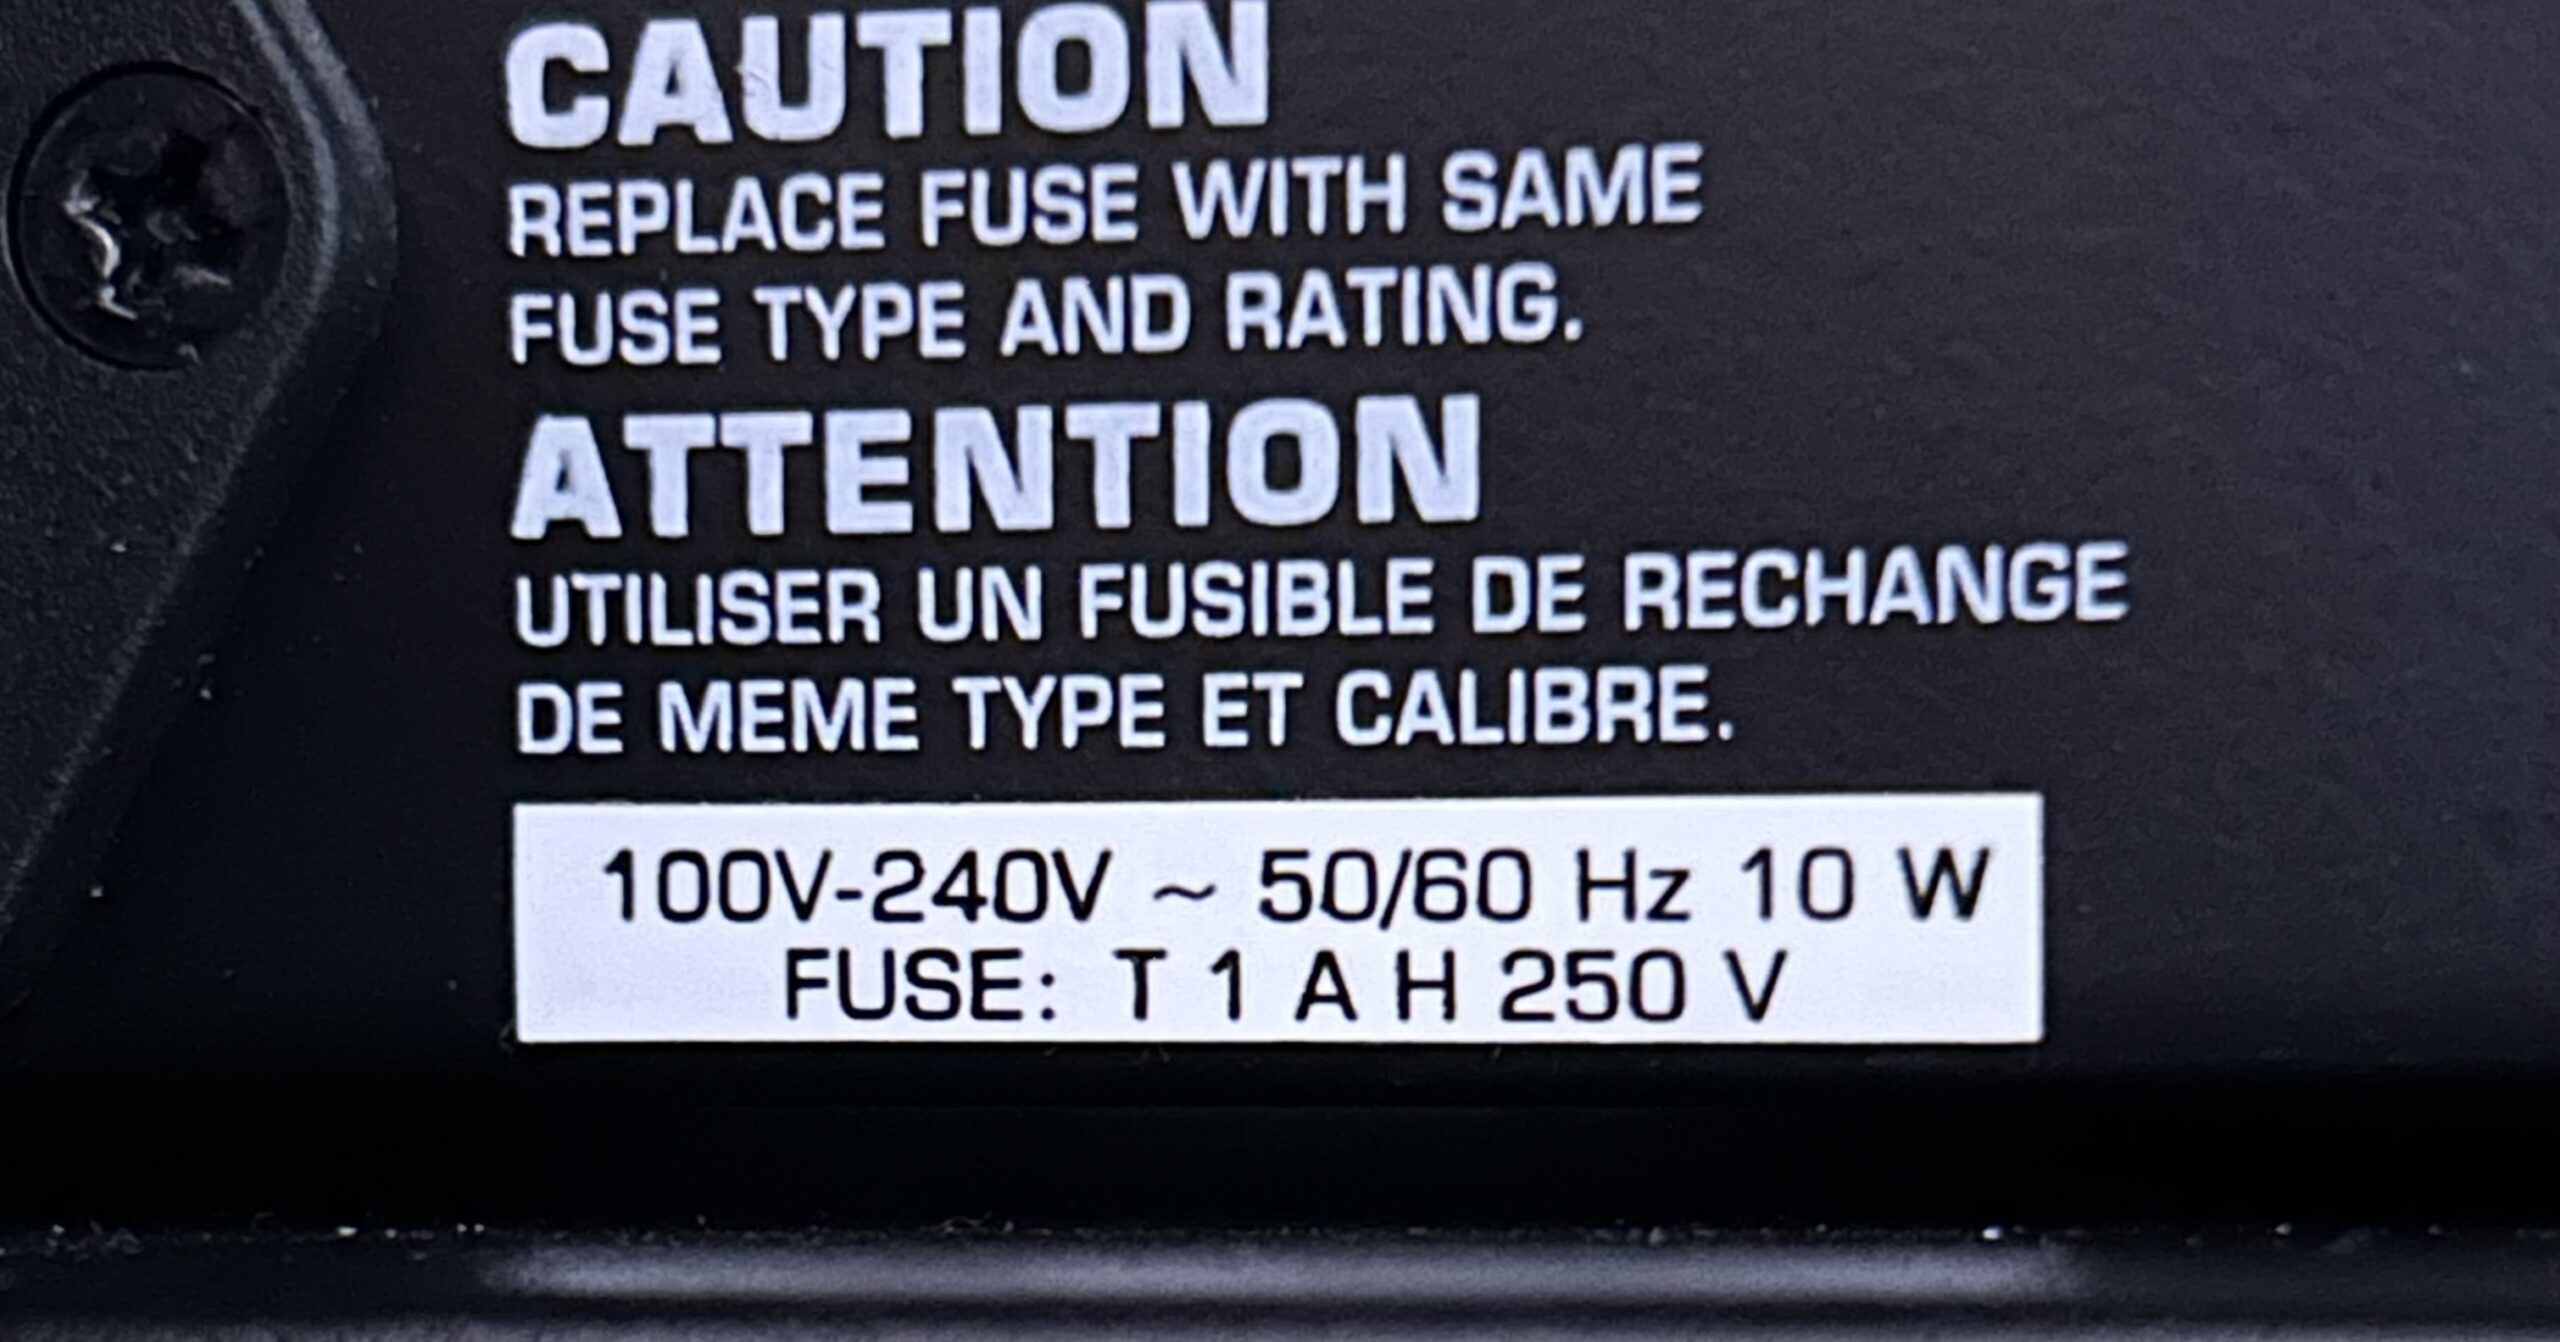 CAUTION
REPLACE FUSE WITH SAME
FUSE TYPE AND RATING.
ATTENTION
UTILISER UN FUSIBLE DE RECHANGE
DE MEME TYPE ET CALIBRE.
100V-240V ~ 50/60 Hz 10 W
FUSE: T 1 A H 250 V